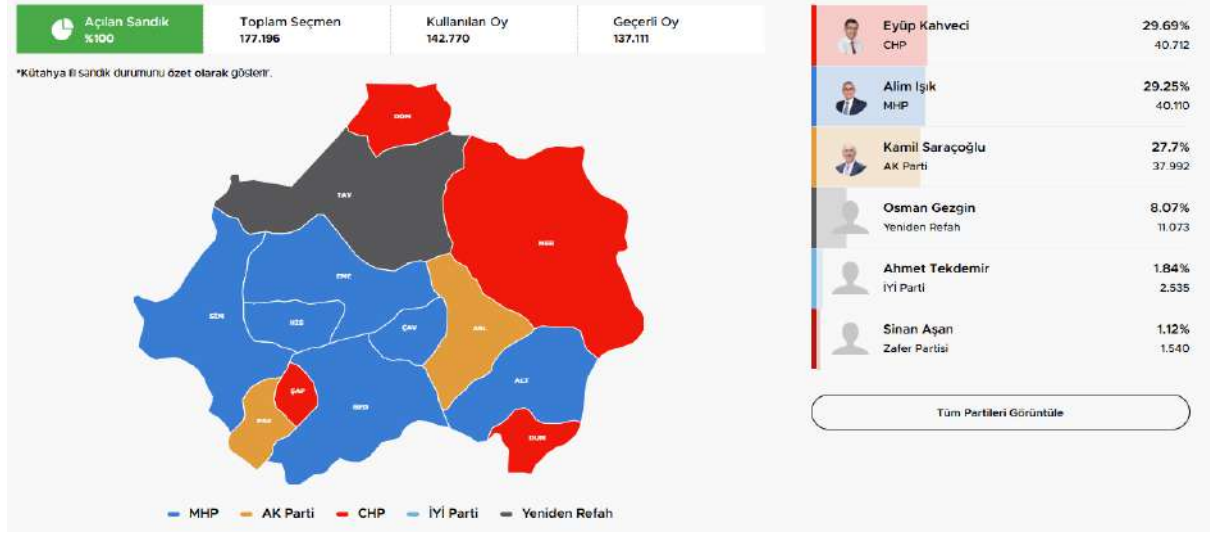 Açılan Sandık
%100
Toplam Seçmen
177.196
Kullanılan Oy
142.770
Geçerli Oy
137.111
*Kütahya ili sandık durumunu özet olarak gösterir.
DOM
TAV
MER
EME
SİM
HİS
ÇAV
ASL
ALT
ŞAP
GED
PAZ
DUM
MHP
AK Parti
CHP
İYİ Parti
Yeniden Refah
Eyüp Kahveci
29.69%
CHP
40.712
Alim Işık
29.25%
MHP
40.110
Kamil Saraçoğlu
27.7%
AK Parti
37.992
Osman Gezgin
8.07%
Yeniden Refah
11.073
Ahmet Tekdemir
1.84%
İYİ Parti
2.535
Sinan Aşan
1.12%
Zafer Partisi
1.540
Tüm Partileri Görüntüle